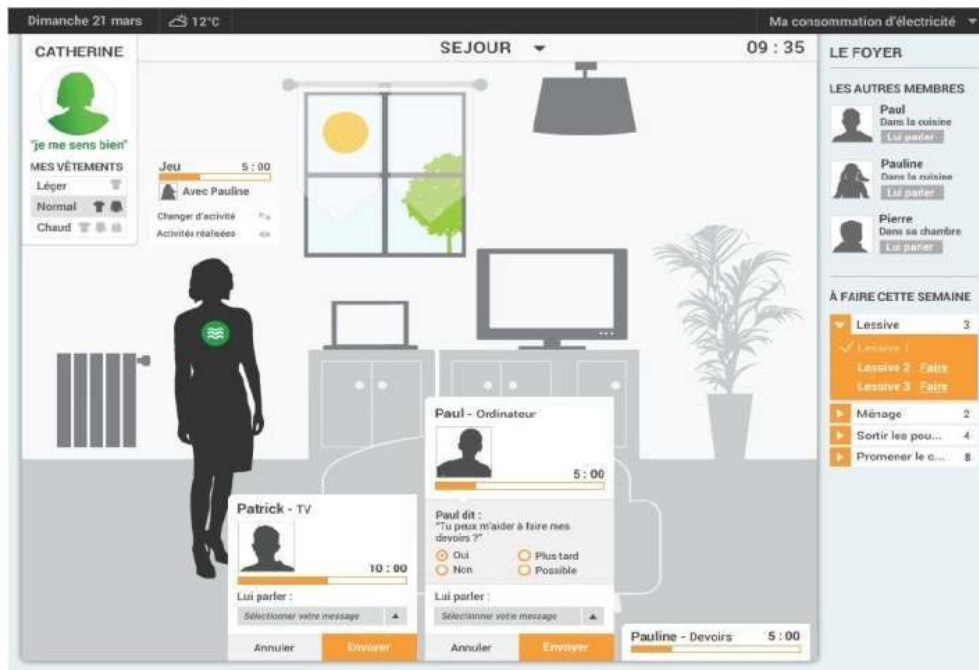 Dimanche 21 mars
12°C
Ma consommation d'électricité
CATHERINE
"je me sens bien"
MES VÊTEMENTS
Léger
Normal
Chaud
SEJOUR
09 : 35
Jeu 5 : 00
Avec Pauline
Changer d'activité
Activités réalisées
Patrick - TV
10 : 00
Lui parler :
Sélectionner votre message
Annuler Envoyer
Paul - Ordinateur
5 : 00
Paul dit :
"Tu peux m'aider à faire mes
devoirs ?"
Oui Plus tard
Non Possible
Lui parler :
Sélectionner votre message
Annuler Envoyer
Pauline - Devoirs 5 : 00
LE FOYER
LES AUTRES MEMBRES
Paul
Dans la cuisine
Lui parler
Pauline
Dans la cuisine
Lui parler
Pierre
Dans sa chambre
Lui parler
À FAIRE CETTE SEMAINE
Lessive 3
Lessive 1
Lessive 2 Faire
Lessive 3 Faire
Ménage 2
Sortir les pou... 4
Promener le c... 8